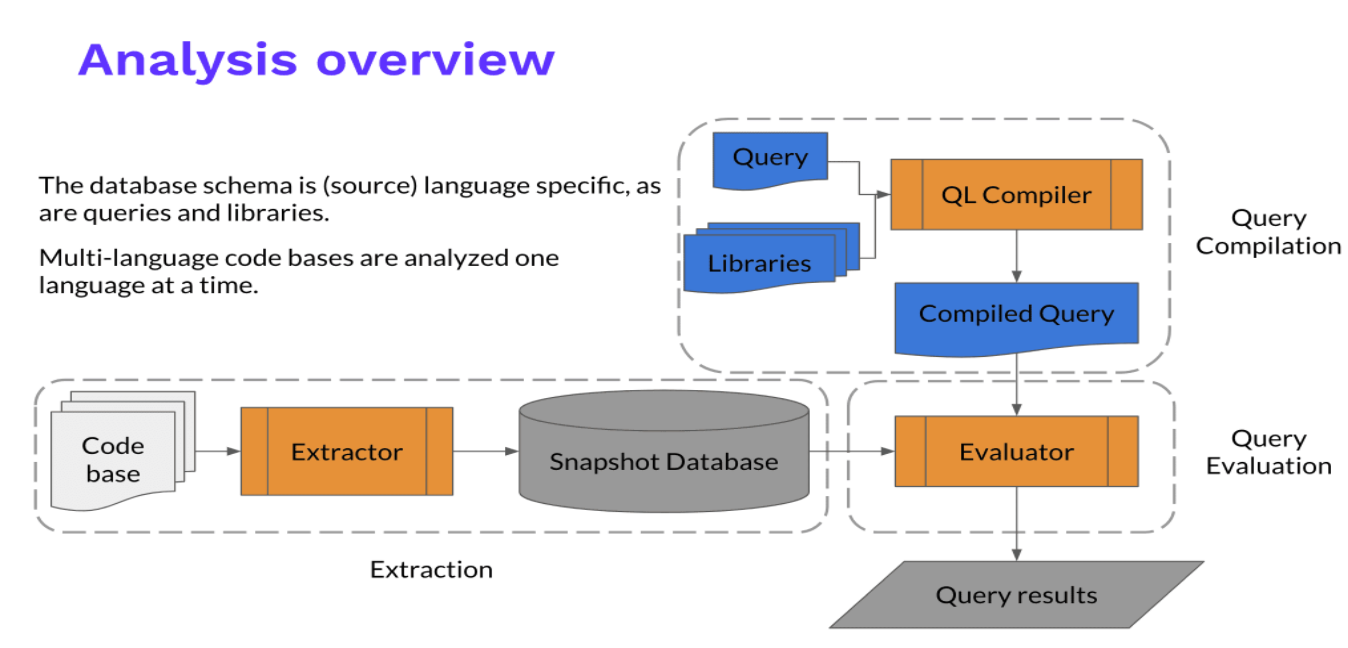 Analysis overview
The database schema is (source) language specific, as
are queries and libraries.
Multi-language code bases are analyzed one
language at a time.
Query
Libraries
QL Compiler
Compiled Query
Query
Compilation
Code
base
Extractor
Snapshot Database
Evaluator
Query
Evaluation
Extraction
Query results